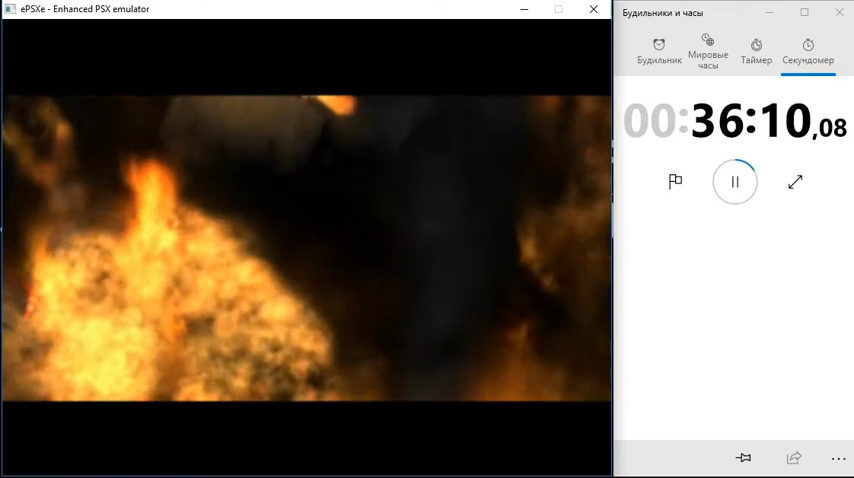 ePSXe - Enhanced PSX emulator
Будильники и часы
Будильник
Мировые
часы
Таймер
Секундомер
00:36:10,08